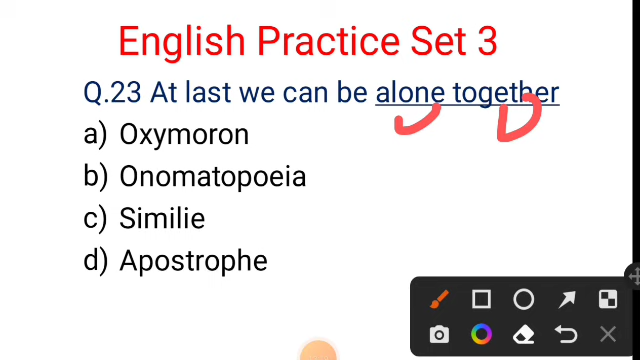 English Practice Set 3
Q.23 At last we can be alone together
a) Oxymoron
b) Onomatopoeia
c) Similie
d) Apostrophe